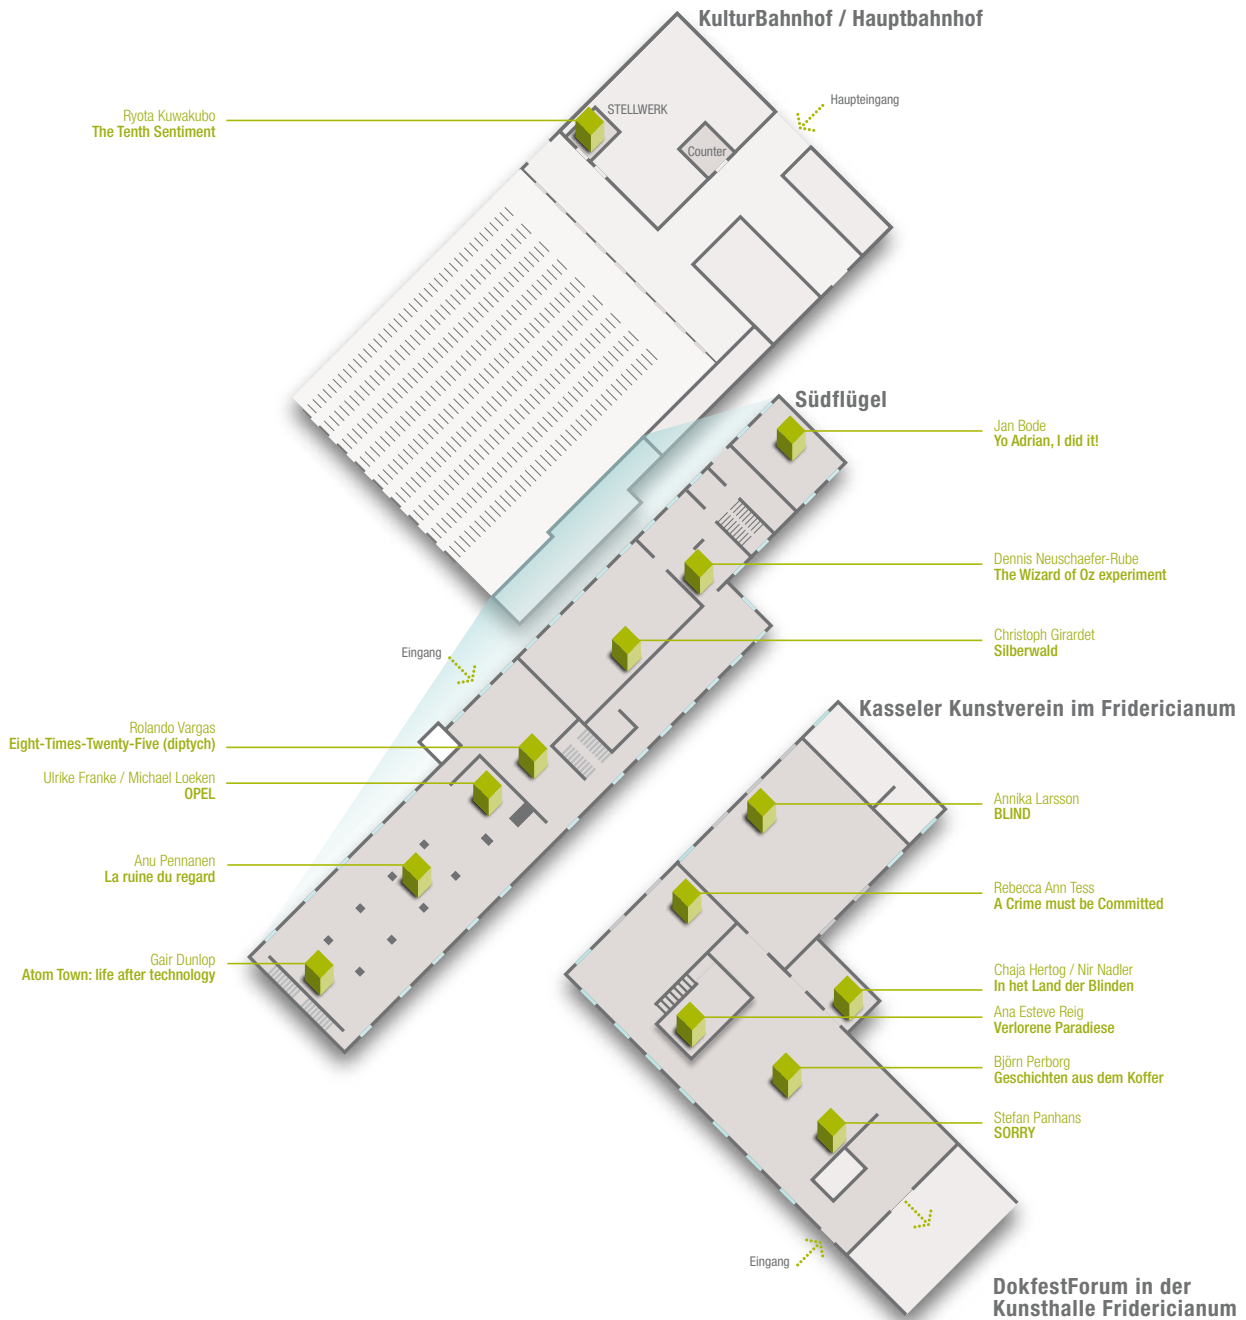 KulturBahnhof / Hauptbahnhof
Haupteingang
STELLWERK
Counter
Ryota Kuwakubo
The Tenth Sentiment
Südflügel
Jan Bode
Yo Adrian, I did it!
Dennis Neuschaefer-Rube
The Wizard of Oz experiment
Christoph Girardet
Silberwald
Eingang
Rolando Vargas
Eight-Times-Twenty-Five (diptych)
Ulrike Franke / Michael Loeken
OPEL
Anu Pennanen
La ruine du regard
Gair Dunlop
Atom Town: life after technology
Kasseler Kunstverein im Fridericianum
Annika Larsson
BLIND
Rebecca Ann Tess
A Crime must be Committed
Chaja Hertog / Nir Nadler
In het Land der Blinden
Ana Esteve Reig
Verlorene Paradiese
Björn Perborg
Geschichten aus dem Koffer
Stefan Panhans
SORRY
Eingang
DokfestForum in der
Kunsthalle Fridericianum